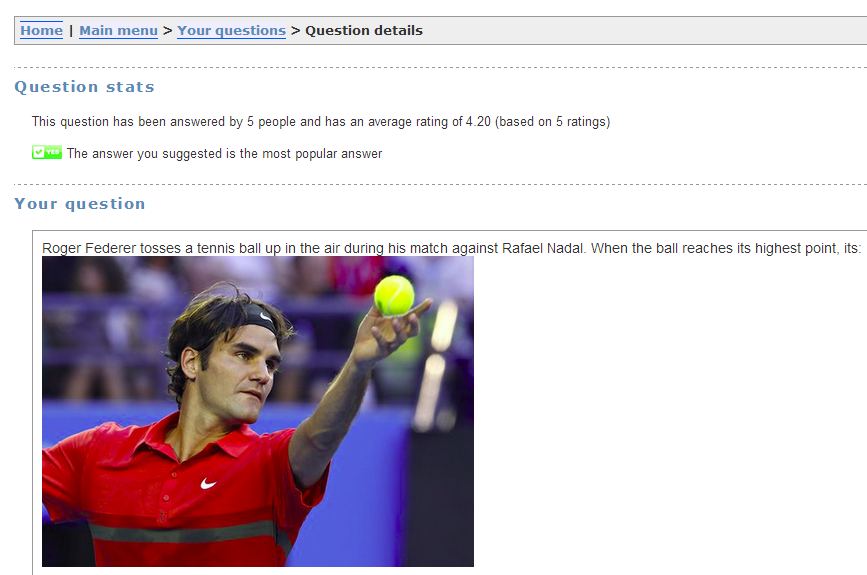 Home | Main menu > Your questions > Question details
Question stats
This question has been answered by 5 people and has an average rating of 4.20 (based on 5 ratings)
YES The answer you suggested is the most popular answer
Your question
Roger Federer tosses a tennis ball up in the air during his match against Rafael Nadal. When the ball reaches its highest point, its: